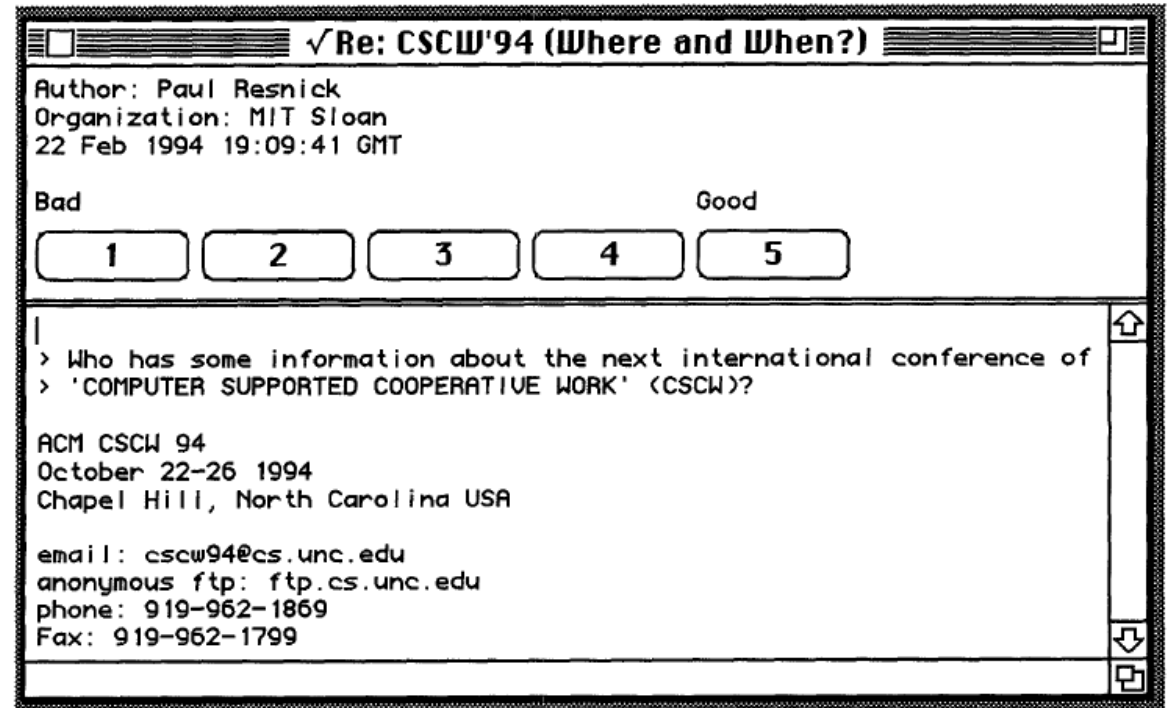 √Re: CSCW'94 (Where and When?)
Author: Paul Resnick
Organization: MIT Sloan
22 Feb 1994 19:09:41 GMT
Bad Good
1 2 3 4 5
> Who has some information about the next international conference of
> 'COMPUTER SUPPORTED COOPERATIVE WORK' (CSCW)?
ACM CSCW 94
October 22-26 1994
Chapel Hill, North Carolina USA
email: cscw94@cs.unc.edu
anonymous ftp: ftp.cs.unc.edu
phone: 919-962-1869
Fax: 919-962-1799